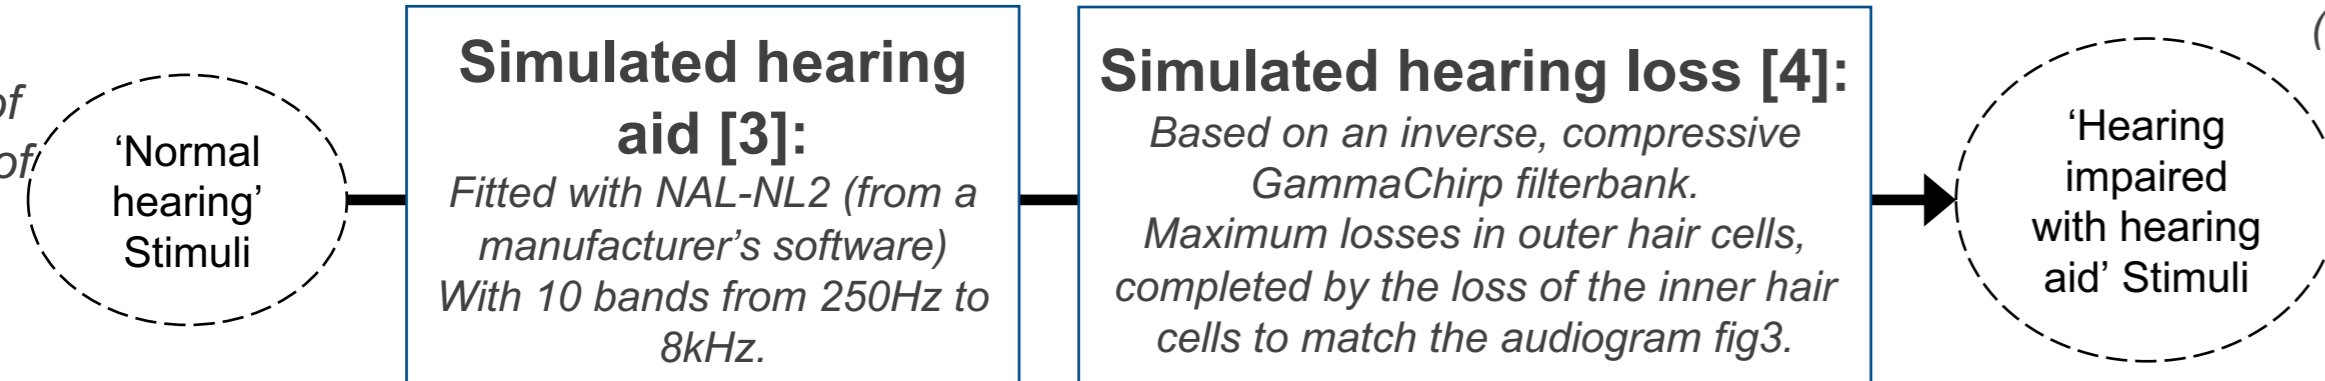 of
of
‘Normal
hearing’
Stimuli
Simulated hearing
aid [3]:
Fitted with NAL-NL2 (from a
manufacturer’s software)
With 10 bands from 250Hz to
8kHz.
Simulated hearing loss [4]:
Based on an inverse, compressive
GammaChirp filterbank.
Maximum losses in outer hair cells,
completed by the loss of the inner hair
cells to match the audiogram fig3.
‘Hearing
impaired
with hearing
aid’ Stimuli
(